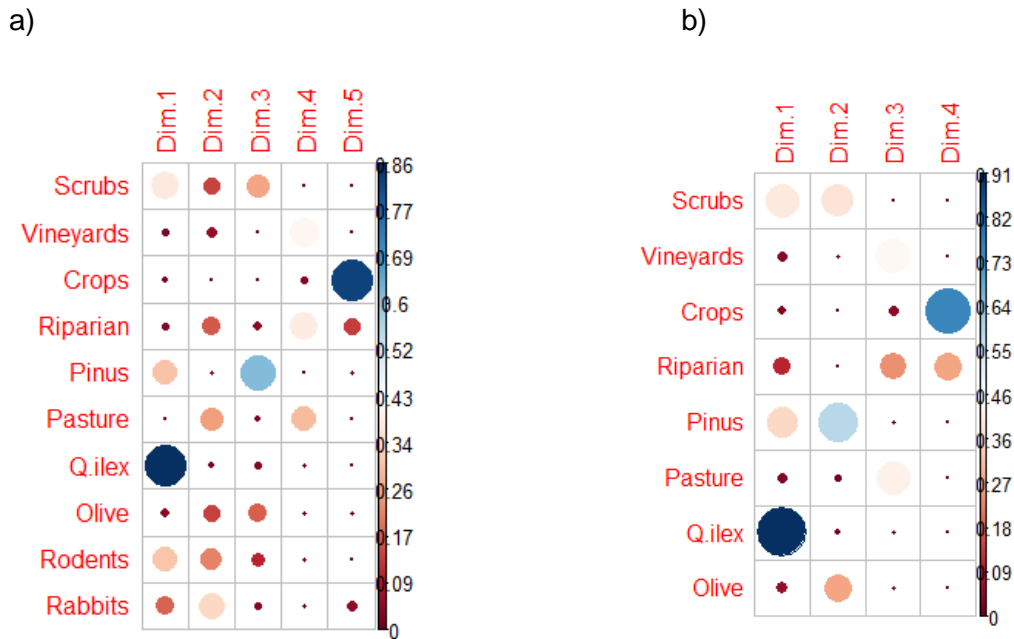 a)
b)
Dim.1 Dim.2 Dim.3 Dim.4 Dim.5
Scrubs
Vineyards
Crops
Riparian
Pinus
Pasture
Q.ilex
Olive
Rodents
Rabbits
0.86
0.77
0.69
0.6
0.52
0.43
0.34
0.26
0.17
0.09
0
Dim.1 Dim.2 Dim.3 Dim.4
Scrubs
Vineyards
Crops
Riparian
Pinus
Pasture
Q.ilex
Olive
0.91
0.82
0.73
0.64
0.55
0.46
0.36
0.27
0.18
0.09
0